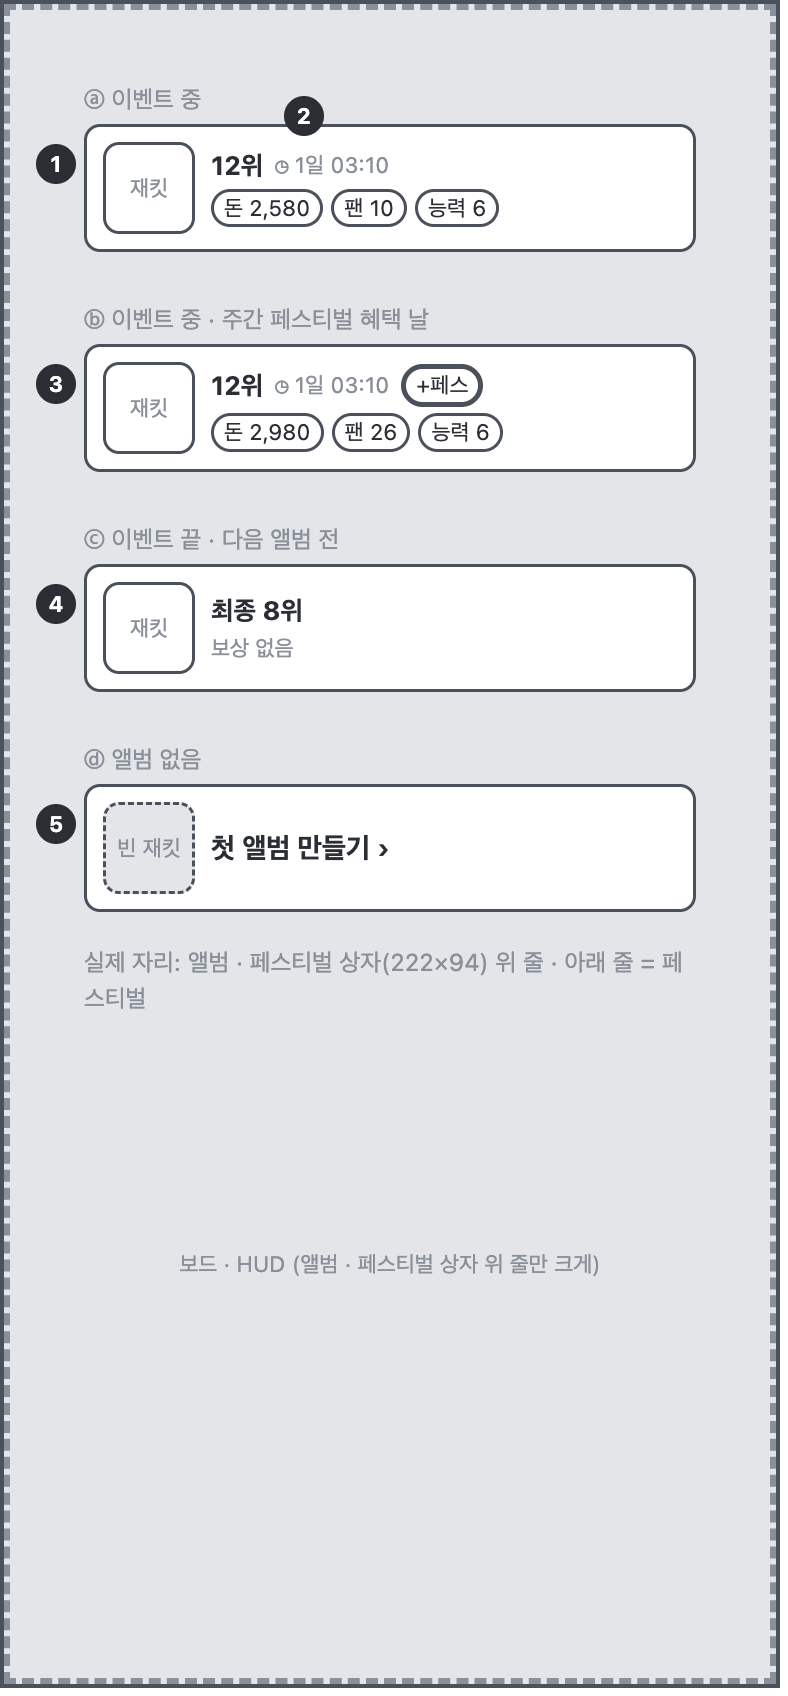 ⓐ 이벤트 중
2
1
재킷
12위 ◷ 1일 03:10
돈 2,580 팬 10 능력 6
ⓑ 이벤트 중 · 주간 페스티벌 혜택 날
3
재킷
12위 ◷ 1일 03:10 +페스
돈 2,980 팬 26 능력 6
ⓒ 이벤트 끝 · 다음 앨범 전
4
재킷
최종 8위
보상 없음
ⓓ 앨범 없음
5
빈 재킷
첫 앨범 만들기 ›
실제 자리: 앨범 · 페스티벌 상자(222×94) 위 줄 · 아래 줄 = 페
스티벌
보드 · HUD (앨범 · 페스티벌 상자 위 줄만 크게)